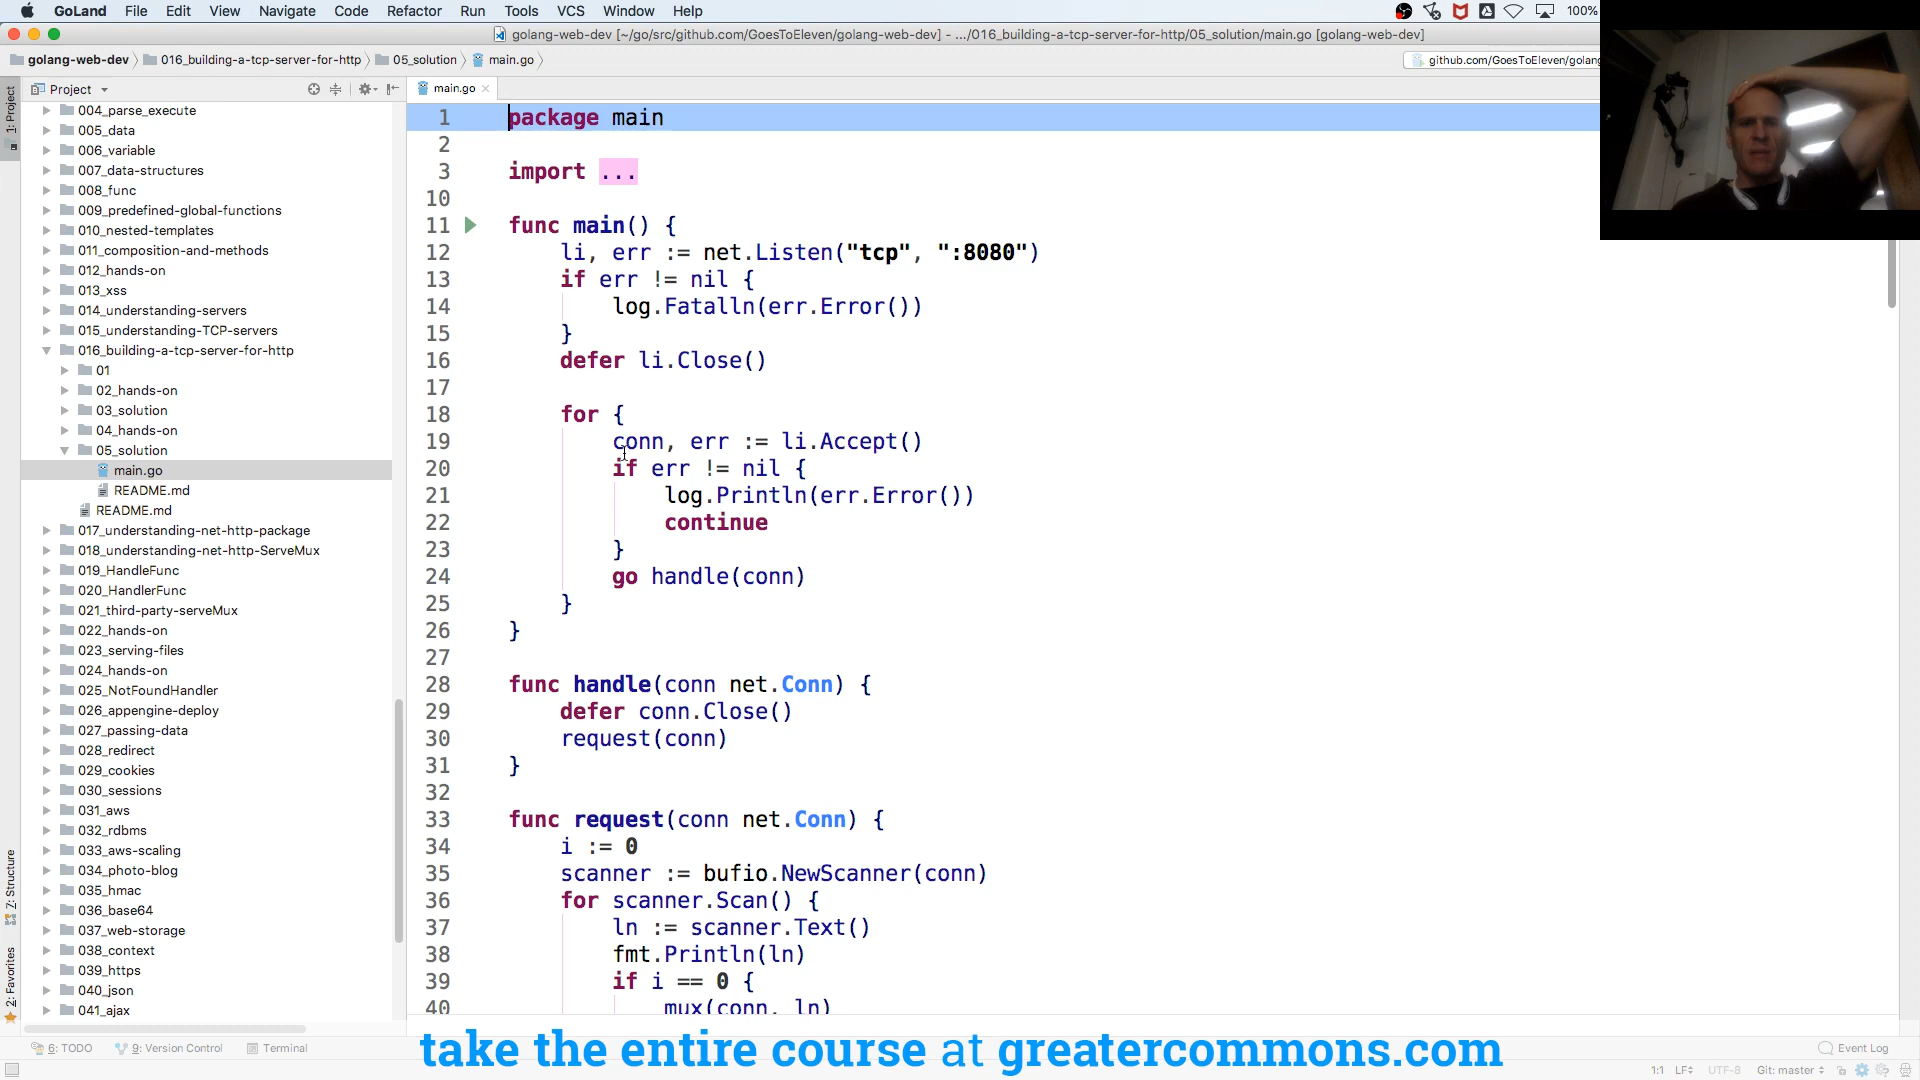 GoLand File Edit View Navigate Code Refactor Run Tools VCS Window Help 100%
golang-web-dev [~/go/src/github.com/GoesToEleven/golang-web-dev] - .../016_building-a-tcp-server-for-http/05_solution/main.go [golang-web-dev]
golang-web-dev 016_building-a-tcp-server-for-http 05_solution main.go github.com/GoesToEleven/golang
1: Project
Project
004_parse_execute
005_data
006_variable
007_data-structures
008_func
009_predefined-global-functions
010_nested-templates
011_composition-and-methods
012_hands-on
013_xss
014_understanding-servers
015_understanding-TCP-servers
016_building-a-tcp-server-for-http
01
02_hands-on
03_solution
04_hands-on
05_solution
main.go
README.md
README.md
017_understanding-net-http-package
018_understanding-net-http-ServeMux
019_HandleFunc
020_HandlerFunc
021_third-party-serveMux
022_hands-on
023_serving-files
024_hands-on
025_NotFoundHandler
026_appengine-deploy
027_passing-data
028_redirect
029_cookies
030_sessions
031_aws
032_rdbms
033_aws-scaling
034_photo-blog
035_hmac
036_base64
037_web-storage
038_context
039_https
040_json
041_ajax
7: Structure
2: Favorites
main.go
1 package main
2
3 import ...
10
11 func main() {
12 li, err := net.Listen("tcp", ":8080")
13 if err != nil {
14 log.Fatalln(err.Error())
15 }
16 defer li.Close()
17
18 for {
19 conn, err := li.Accept()
20 if err != nil {
21 log.Println(err.Error())
22 continue
23 }
24 go handle(conn)
25 }
26 }
27
28 func handle(conn net.Conn) {
29 defer conn.Close()
30 request(conn)
31 }
32
33 func request(conn net.Conn) {
34 i := 0
35 scanner := bufio.NewScanner(conn)
36 for scanner.Scan() {
37 ln := scanner.Text()
38 fmt.Println(ln)
39 if i == 0 {
40 mux(conn, ln)
6: TODO 9: Version Control Terminal Event Log
take the entire course at greatercommons.com
1:1 LF UTF-8 Git: master